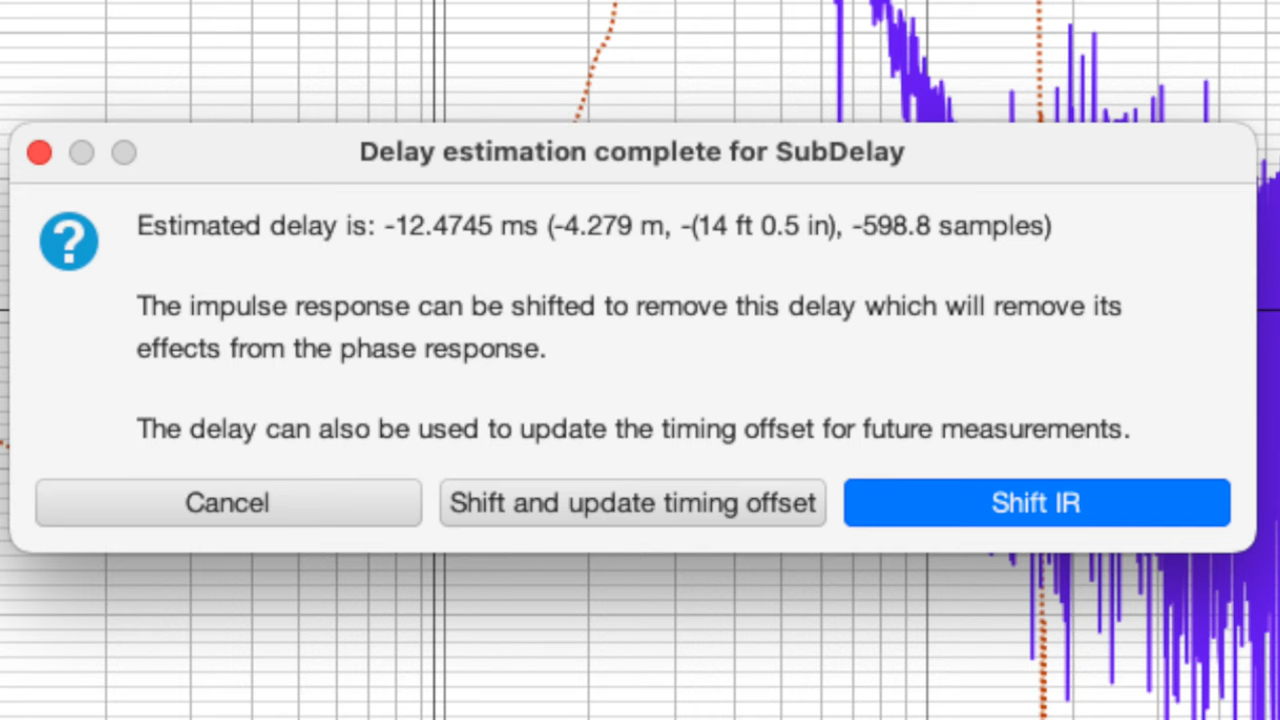 Delay estimation complete for SubDelay
Estimated delay is: -12.4745 ms (-4.279 m, -(14 ft 0.5 in), -598.8 samples)
The impulse response can be shifted to remove this delay which will remove its
effects from the phase response.
The delay can also be used to update the timing offset for future measurements.
Cancel
Shift and update timing offset
Shift IR